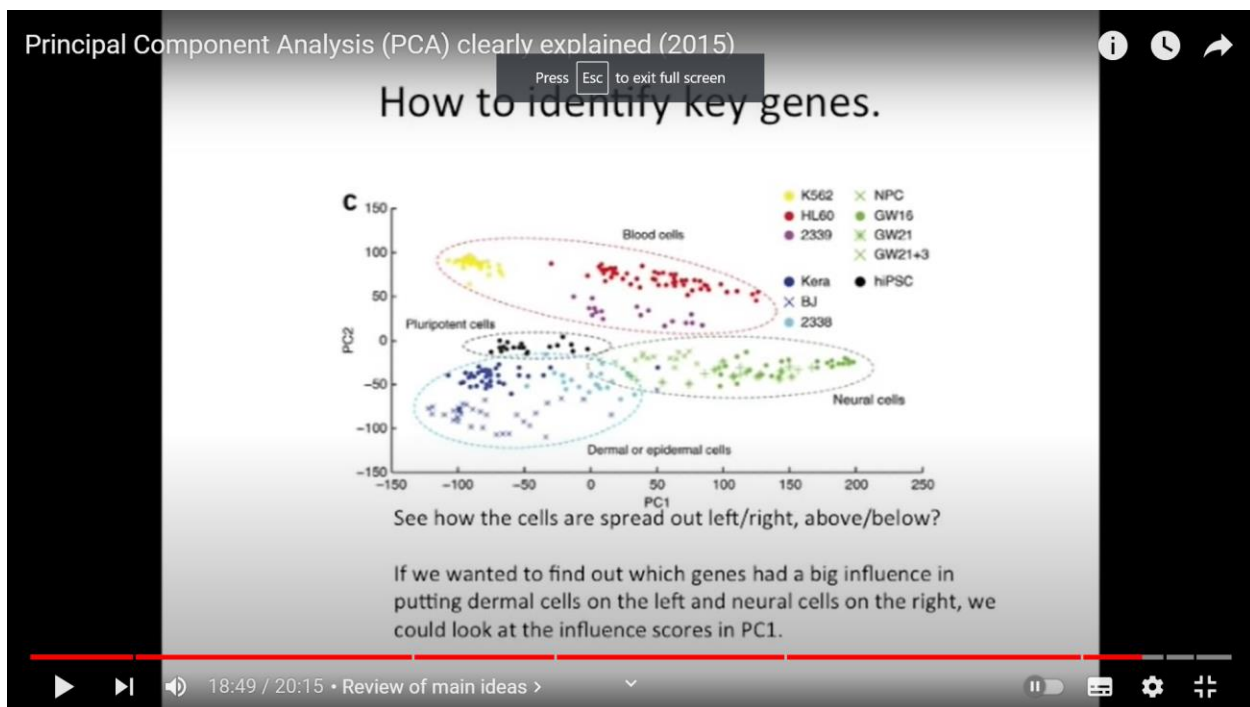 Principal Component Analysis (PCA) clearly explained (2015)
Press Esc to exit full screen
How to identify key genes.
C
K562
HL60
2339
NPC
GW16
GW21
GW21+3
Kera
BJ
2338
hiPSC
Blood cells
Pluripotent cells
Neural cells
Dermal or epidermal cells
PC2
150
100
50
0
−50
−100
−150
−150 −100 −50 0 50 100 150 200 250
PC1
See how the cells are spread out left/right, above/below?
If we wanted to find out which genes had a big influence in
putting dermal cells on the left and neural cells on the right, we
could look at the influence scores in PC1.
18:49 / 20:15 • Review of main ideas >